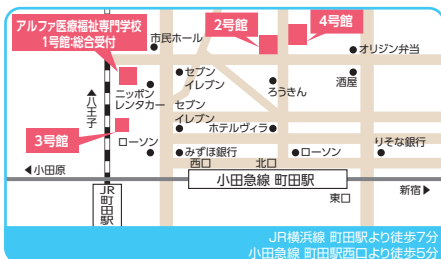 アルファ医療福祉専門学校
1号館・総合受付
市民ホール
2号館
4号館
オリジン弁当
セブン
イレブン
ろうきん
酒屋
ニッポン
レンタカー
▲八王子
セブン
イレブン
ホテルヴィラ
3号館
ローソン
みずほ銀行
ローソン
りそな銀行
西口
北口
◀小田原
小田急線 町田駅
新宿▶
東口
JR町田駅
JR横浜線 町田駅より徒歩7分
小田急線 町田駅西口より徒歩5分